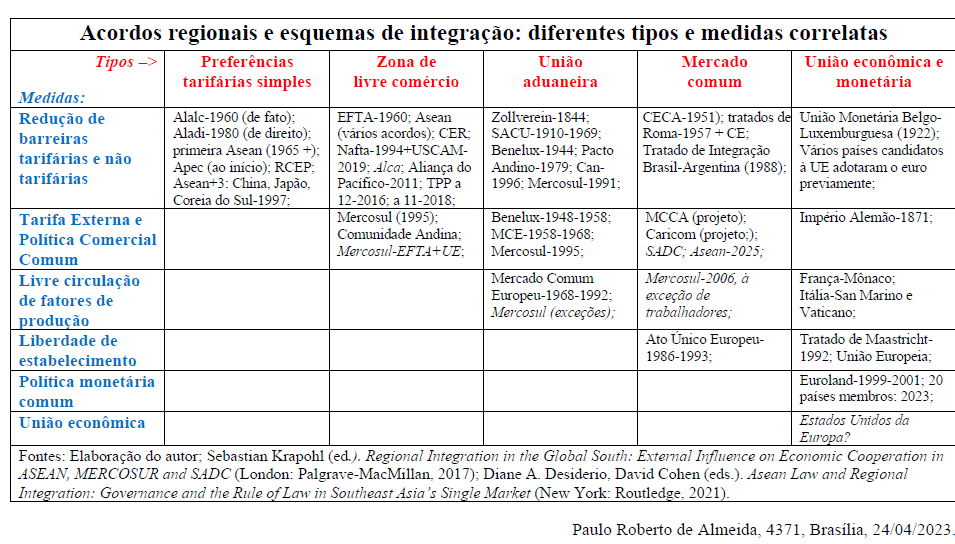 Acordos regionais e esquemas de integração: diferentes tipos e medidas correlatas
Tipos –>
Medidas:
Preferências
tarifárias simples
Zona de
livre comércio
União
aduaneira
Mercado
comum
União econômica e
monetária
Redução de
barreiras
tarifárias e não
tarifárias
Alalc-1960 (de fato);
Aladi-1980 (de direito);
primeira Asean (1965 +);
Apec (ao início); RCEP;
Asean+3: China, Japão,
Coreia do Sul-1997;
EFTA-1960; Asean
(vários acordos); CER;
Nafta-1994+USCAM-
2019; Alca; Aliança do
Pacífico-2011; TPP a
12-2016; a 11-2018;
Zollverein-1844;
SACU-1910-1969;
Benelux-1944; Pacto
Andino-1979; Can-
1996; Mercosul-1991;
CECA-1951); tratados de
Roma-1957 + CE;
Tratado de Integração
Brasil-Argentina (1988);
União Monetária Belgo-
Luxemburguesa (1922);
Vários países candidatos
à UE adotaram o euro
previamente;
Tarifa Externa e
Política Comercial
Comum
Mercosul (1995);
Comunidade Andina;
Mercosul-EFTA+UE;
Benelux-1948-1958;
MCE-1958-1968;
Mercosul-1995;
MCCA (projeto);
Caricom (projeto;);
SADC; Asean-2025;
Império Alemão-1871;
Livre circulação
de fatores de
produção
Mercado Comum
Europeu-1968-1992;
Mercosul (exceções);
Mercosul-2006, à
exceção de
trabalhadores;
França-Mônaco;
Itália-San Marino e
Vaticano;
Liberdade de
estabelecimento
Ato Único Europeu-
1986-1993;
Tratado de Maastricht-
1992; União Europeia;
Política monetária
comum
Euroland-1999-2001; 20
países membros: 2023;
União econômica
Estados Unidos da
Europa?
Fontes: Elaboração do autor; Sebastian Krapohl (ed.). Regional Integration in the Global South: External Influence on Economic Cooperation in
ASEAN, MERCOSUR and SADC (London: Palgrave-MacMillan, 2017); Diane A. Desiderio, David Cohen (eds.). Asean Law and Regional
Integration: Governance and the Rule of Law in Southeast Asia’s Single Market (New York: Routledge, 2021).
Paulo Roberto de Almeida, 4371, Brasília, 24/04/2023.